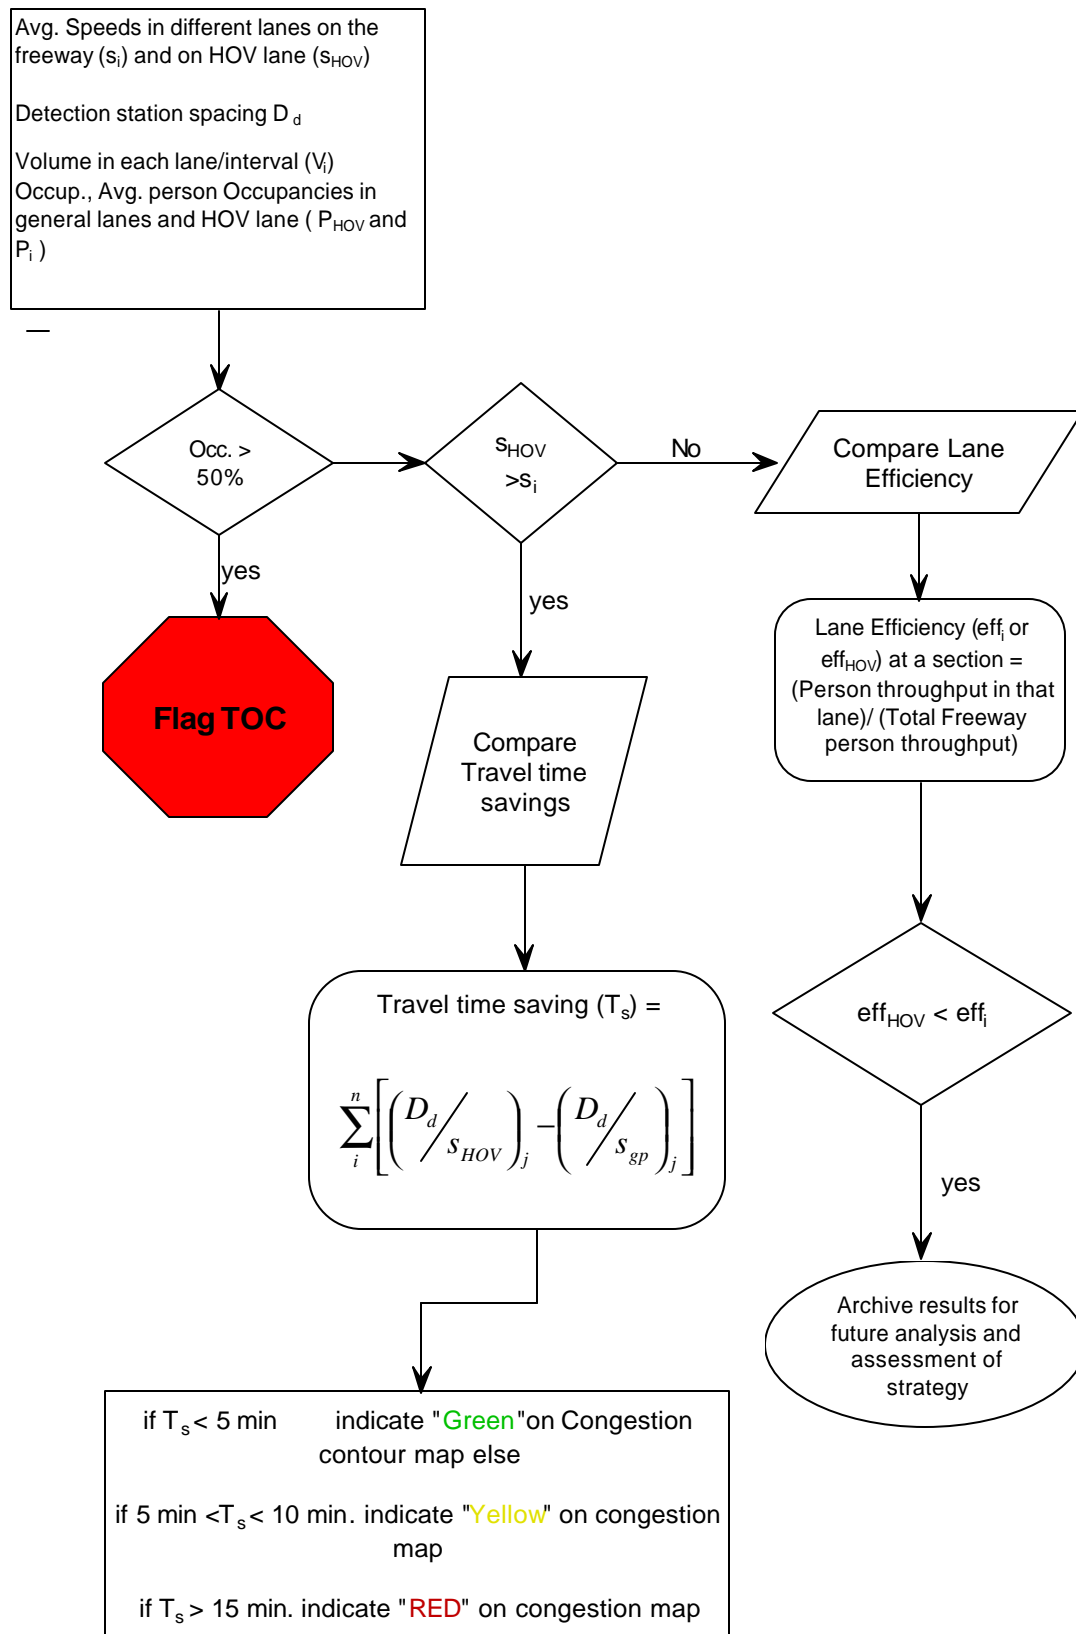 Avg. Speeds in different lanes on the
freeway (si) and on HOV lane (sHOV)
Detection station spacing D d
Volume in each lane/interval (Vi)
Occup., Avg. person Occupancies in
general lanes and HOV lane ( PHOV and
Pi )
Occ. >
50%
yes
Flag TOC
sHOV
>si
No
yes
Compare Lane
Efficiency
Lane Efficiency (effi or
effHOV) at a section =
(Person throughput in that
lane)/ (Total Freeway
person throughput)
effHOV < effi
yes
Archive results for
future analysis and
assessment of
strategy
Compare
Travel time
savings
Travel time saving (Ts) =
∑ni[(Dd/sHOV)j−(Dd/sgp)j]
if Ts< 5 min indicate "Green"on Congestion
contour map else
if 5 min <Ts< 10 min. indicate "Yellow" on congestion
map
if Ts> 15 min. indicate "RED" on congestion map